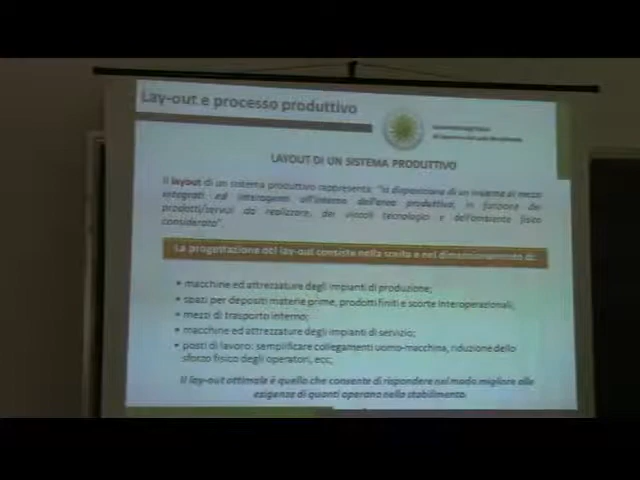 Lay-out e processo produttivo
LAYOUT DI UN SISTEMA PRODUTTIVO
Il layout di un sistema produttivo rappresenta: "la disposizione di un insieme di mezzi
integrati ed interagenti all'interno dell'area produttiva, in funzione dei
prodotti/servizi da realizzare, dei vincoli tecnologici e dell'ambiente fisico
considerato".
La progettazione del lay-out consiste nella scelta e nel dimensionamento di:
• macchine ed attrezzature degli impianti di produzione;
• spazi per depositi materie prime, prodotti finiti e scorte interoperazionali;
• mezzi di trasporto interno;
• macchine ed attrezzature degli impianti di servizio;
• posti di lavoro: semplificare collegamenti uomo-macchina, riduzione dello
sforzo fisico degli operatori, ecc;
Il lay-out ottimale è quello che consente di rispondere nel modo migliore alle
esigenze di quanti operano nello stabilimento.